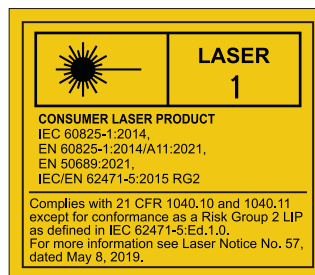 LASER
1
CONSUMER LASER PRODUCT
IEC 60825-1:2014,
EN 60825-1:2014/A11:2021,
EN 50689:2021,
IEC/EN 62471-5:2015 RG2
Complies with 21 CFR 1040.10 and 1040.11
except for conformance as a Risk Group 2 LIP
as defined in IEC 62471-5:Ed.1.0.
For more information see Laser Notice No. 57,
dated May 8, 2019.